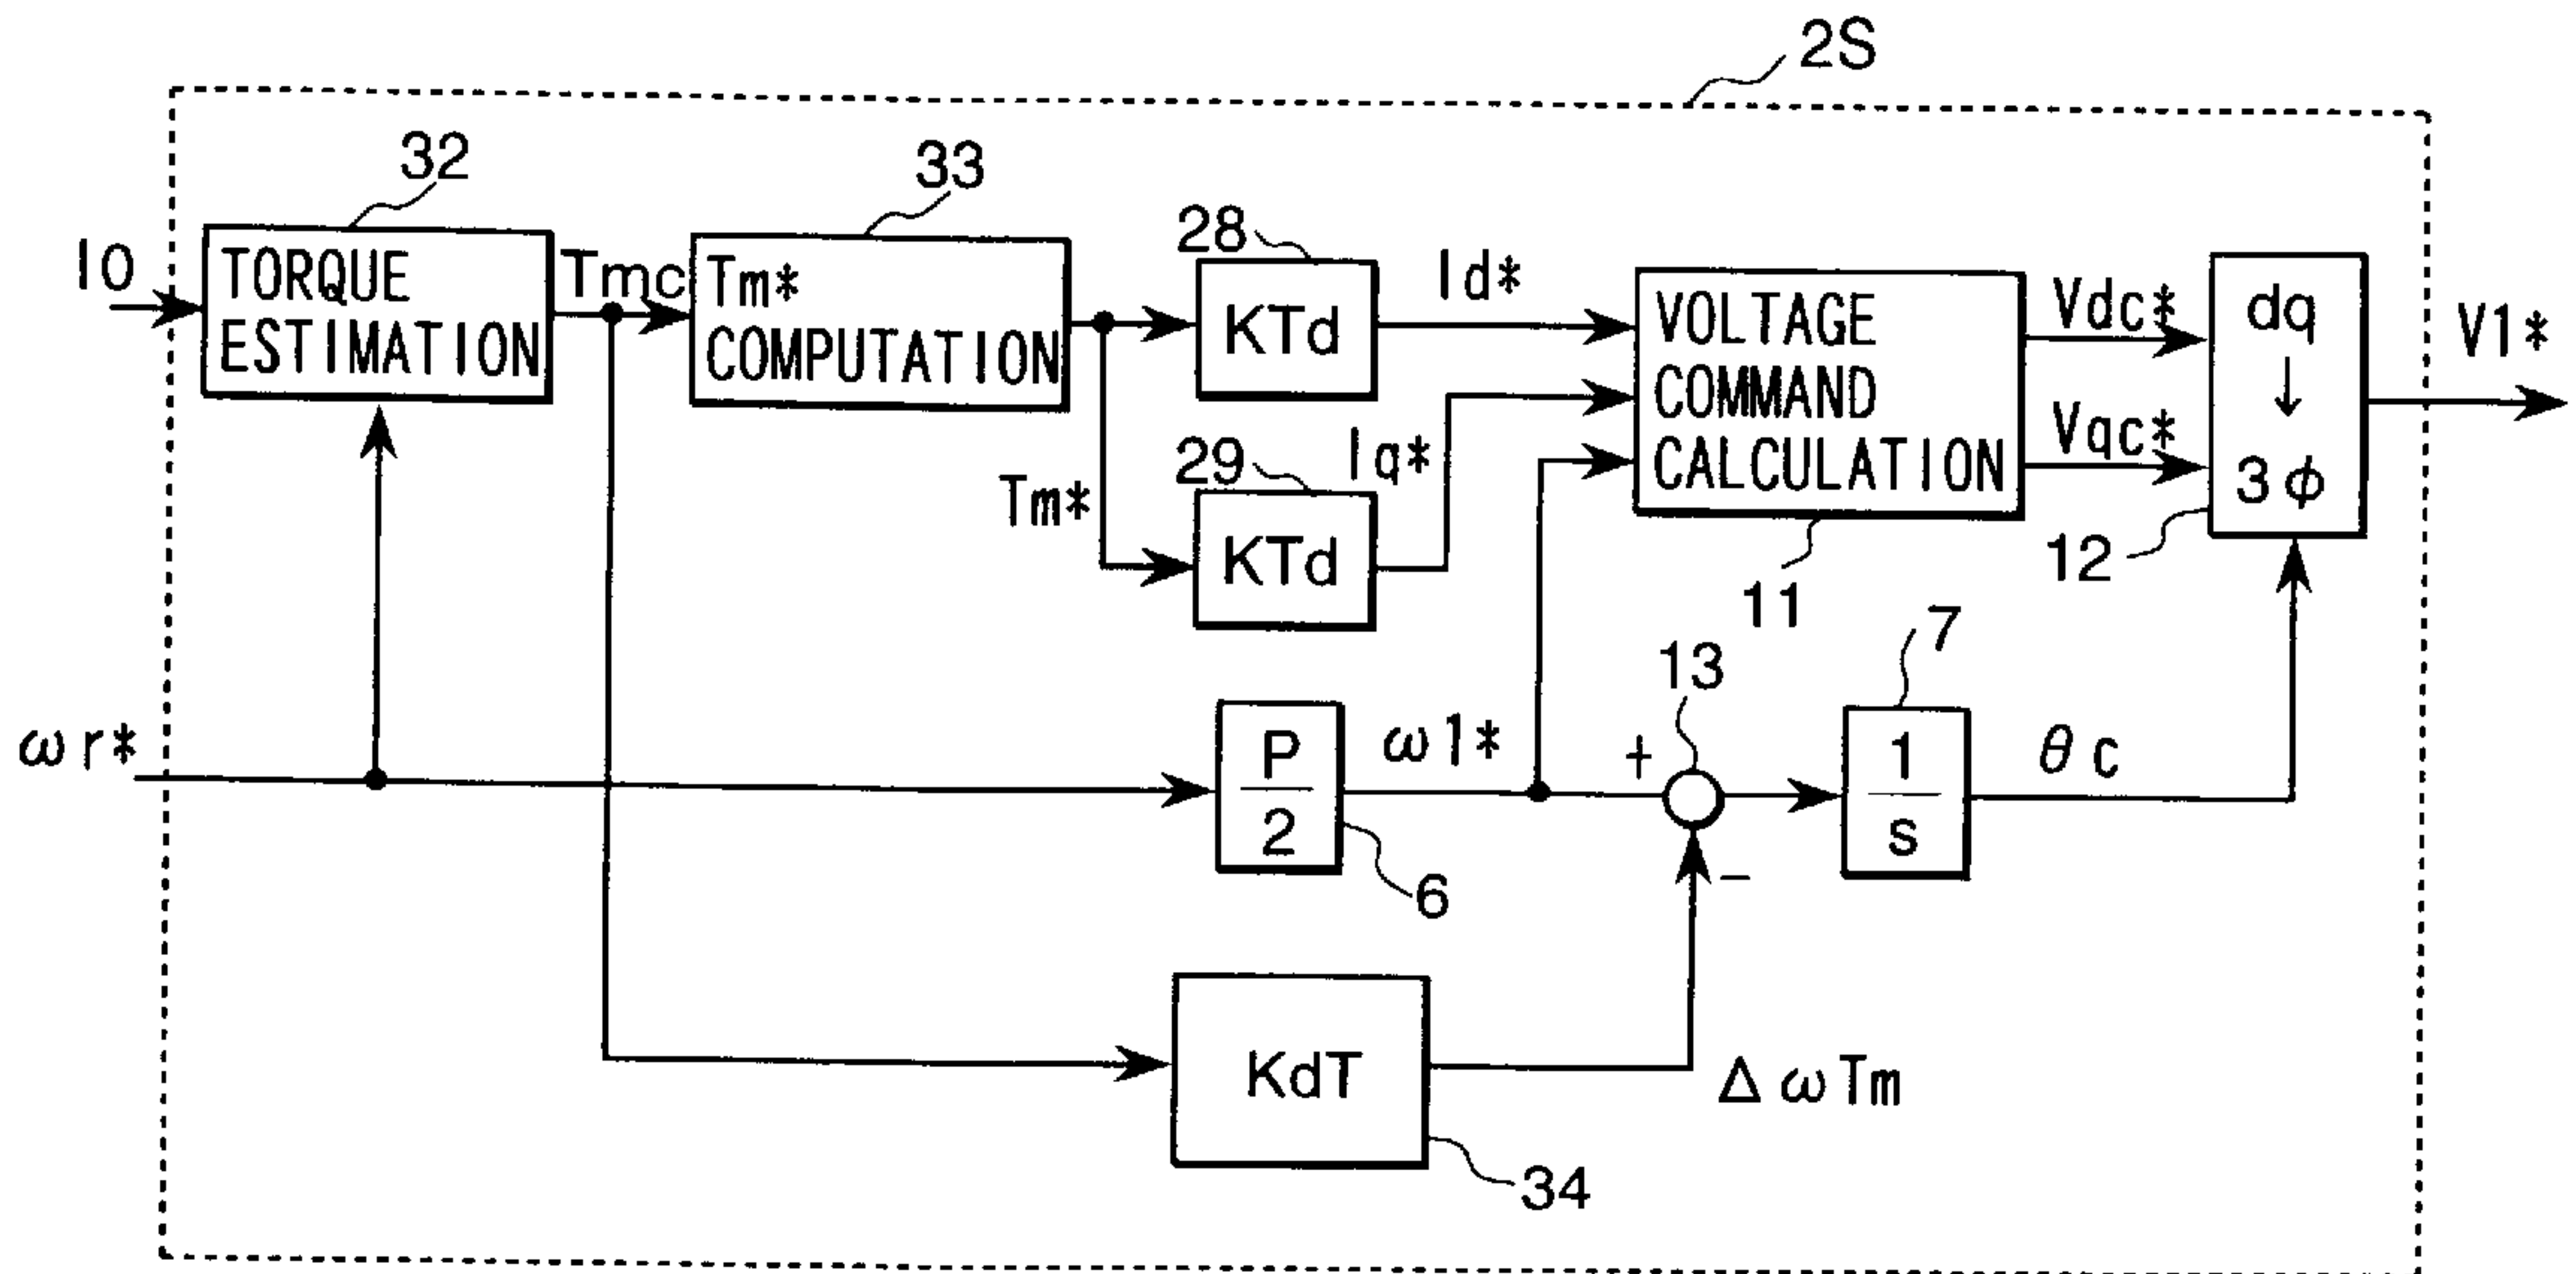 2S
32
33
28
I0
TORQUE
ESTIMATION
Tmc
Tm*
COMPUTATION
KTd
Id*
VOLTAGE
COMMAND
CALCULATION
Vdc*
Vqc*
dq
↓
3φ
V1*
29
Iq*
Tm*
KTd
11
12
13
7
ωr*
P
2
ω1*
+
−
1
s
θc
6
KdT
ΔωTm
34